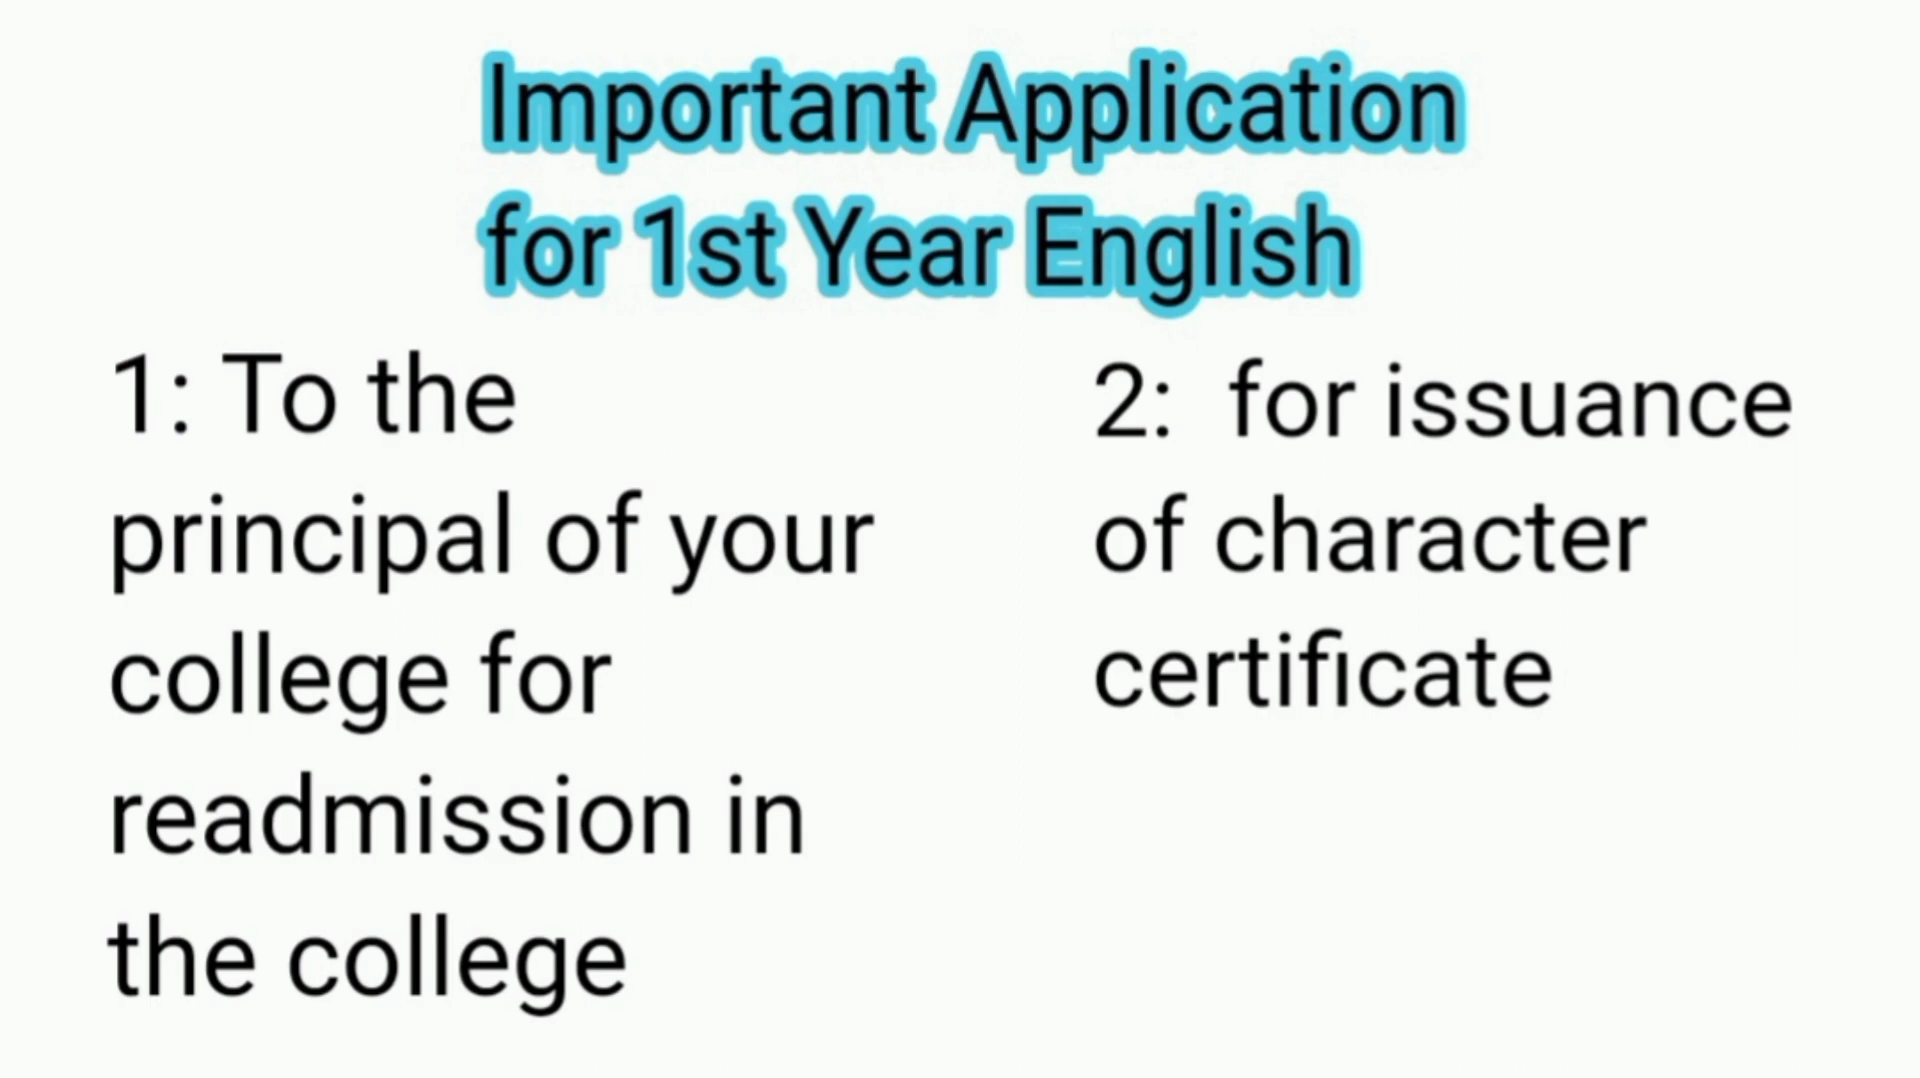 Important Application
for 1st Year English
1: To the
principal of your
college for
readmission in
the college
2: for issuance
of character
certificate